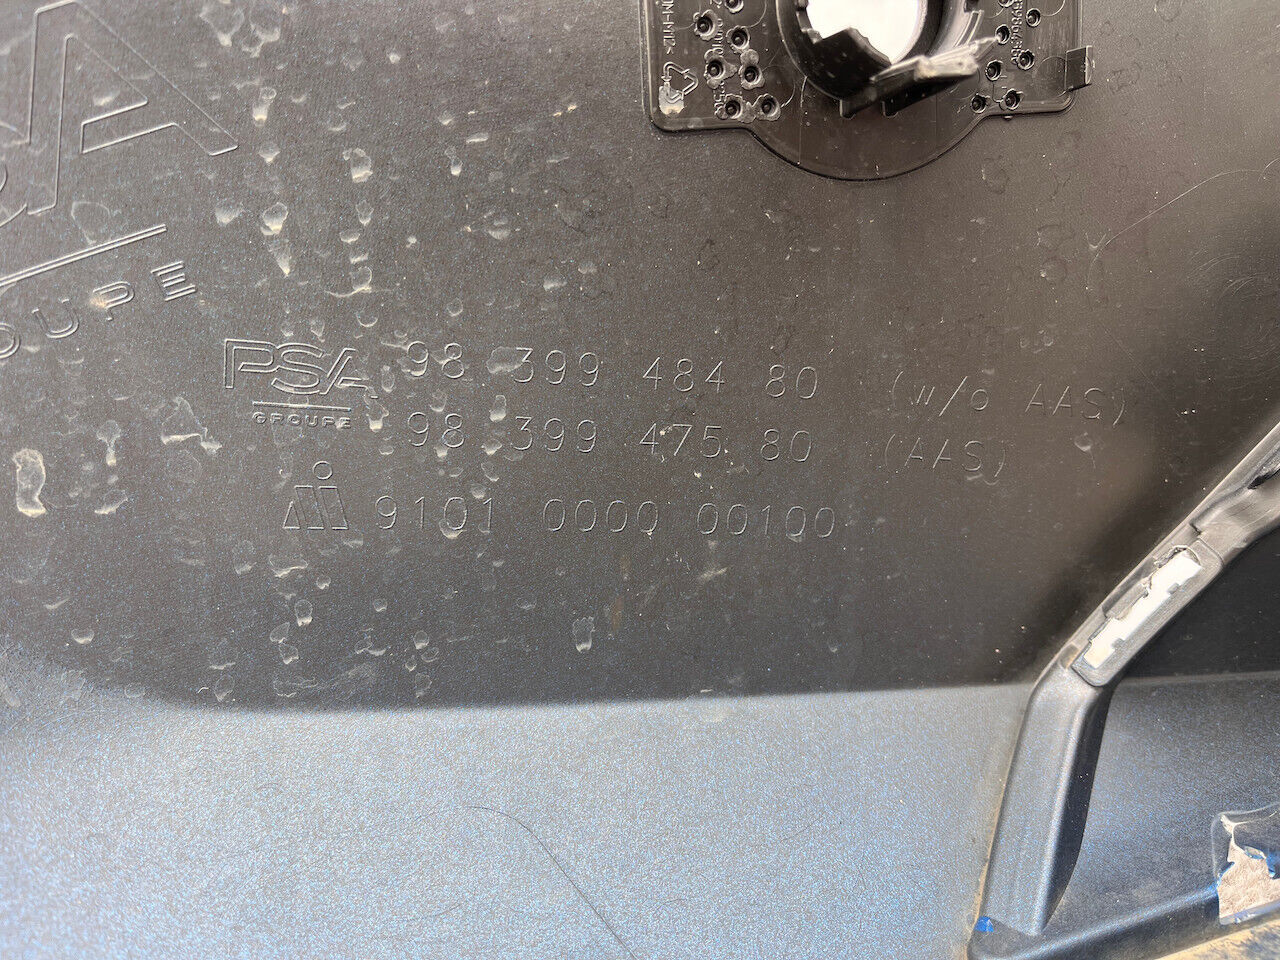 PSA 98 399 484 80 (w/o AAS)
GROUPE 98 399 475 80 (AAS)
9101 0000 00100